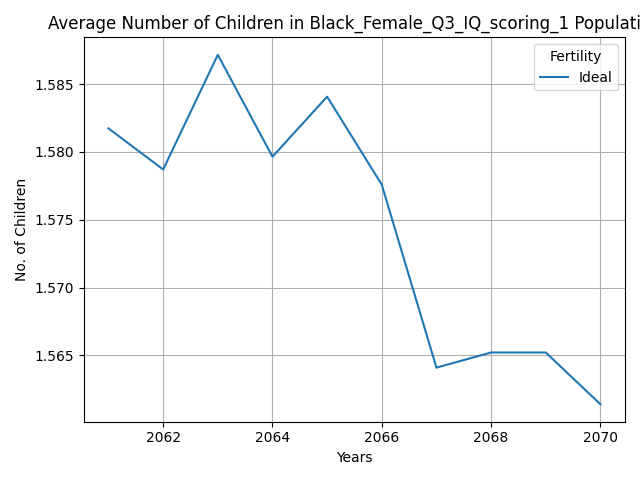 Average Number of Children in Black_Female_Q3_IQ_scoring_1 Populati
Fertility
Ideal
1.585
1.580
1.575
1.570
1.565
No. of Children
2062 2064 2066 2068 2070
Years